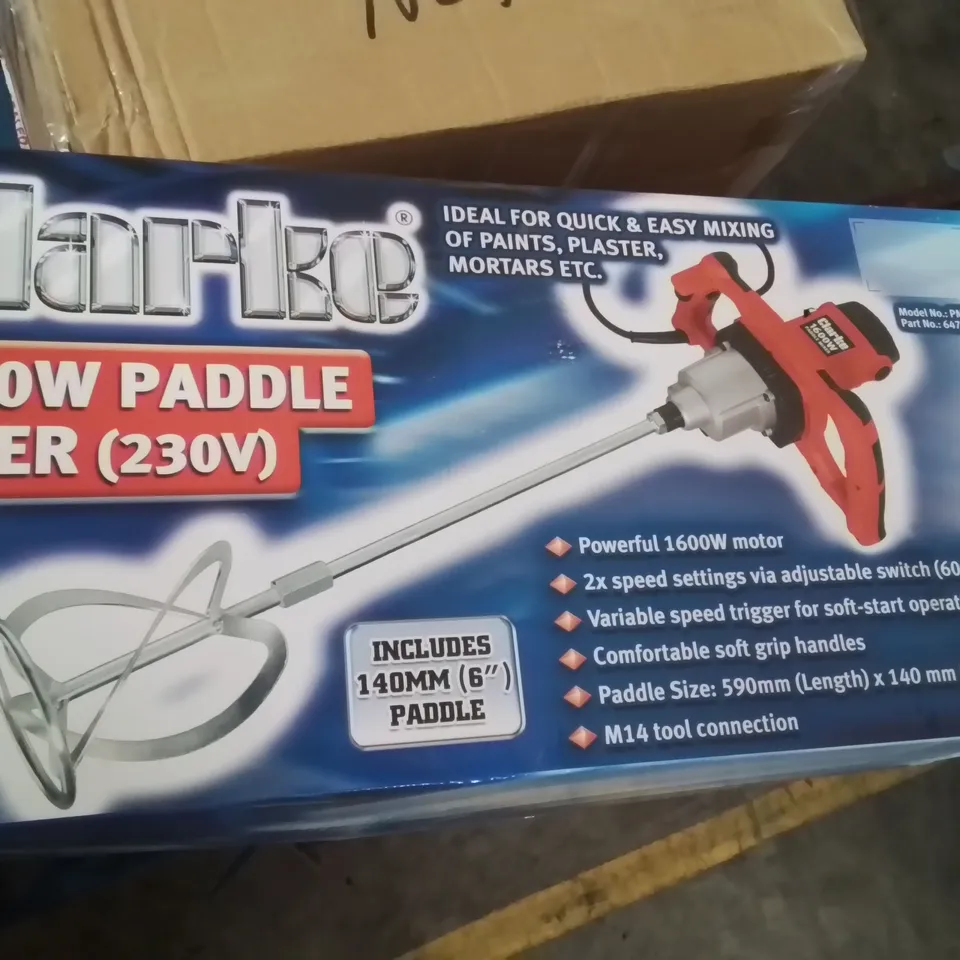 larke®
IDEAL FOR QUICK & EASY MIXING
OF PAINTS, PLASTER,
MORTARS ETC.
0W PADDLE
ER (230V)
Clarke
1600W
Model No.: PM
Part No.: 647
INCLUDES
140MM (6")
PADDLE
Powerful 1600W motor
2x speed settings via adjustable switch (60
Variable speed trigger for soft-start operat
Comfortable soft grip handles
Paddle Size: 590mm (Length) x 140 mm
M14 tool connection